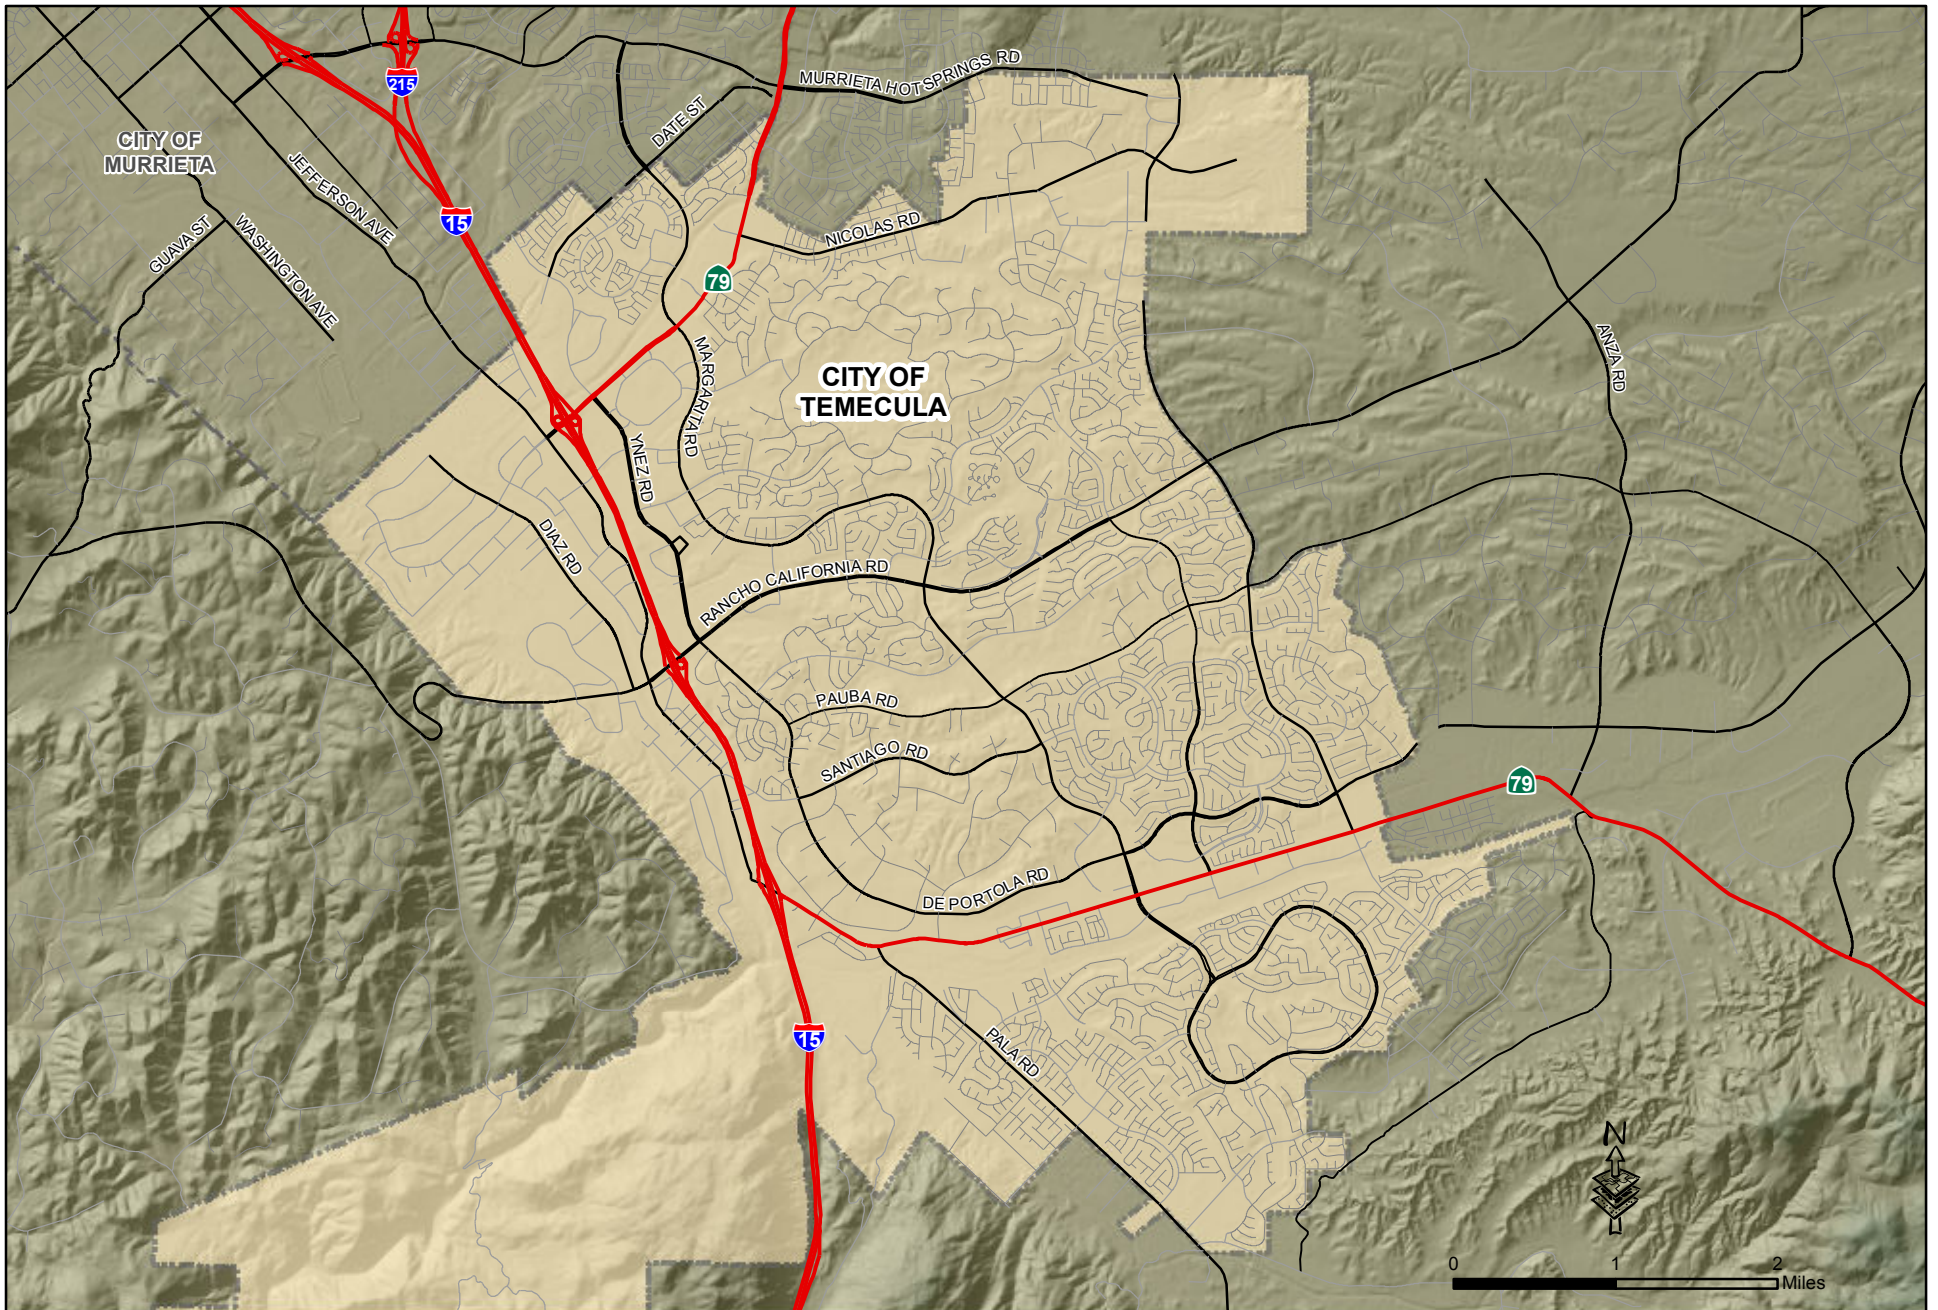 215
MURRIETA HOT SPRINGS RD
DATE ST
CITY OF
MURRIETA
JEFFERSON AVE
15
GUAVA ST
WASHINGTON AVE
NICOLAS RD
79
ANZA RD
MARGARITA RD
CITY OF
TEMECULA
YNEZ RD
DIAZ RD
RANCHO CALIFORNIA RD
PAUBA RD
SANTIAGO RD
79
DE PORTOLA RD
15
PALA RD
N
0 1 2
Miles